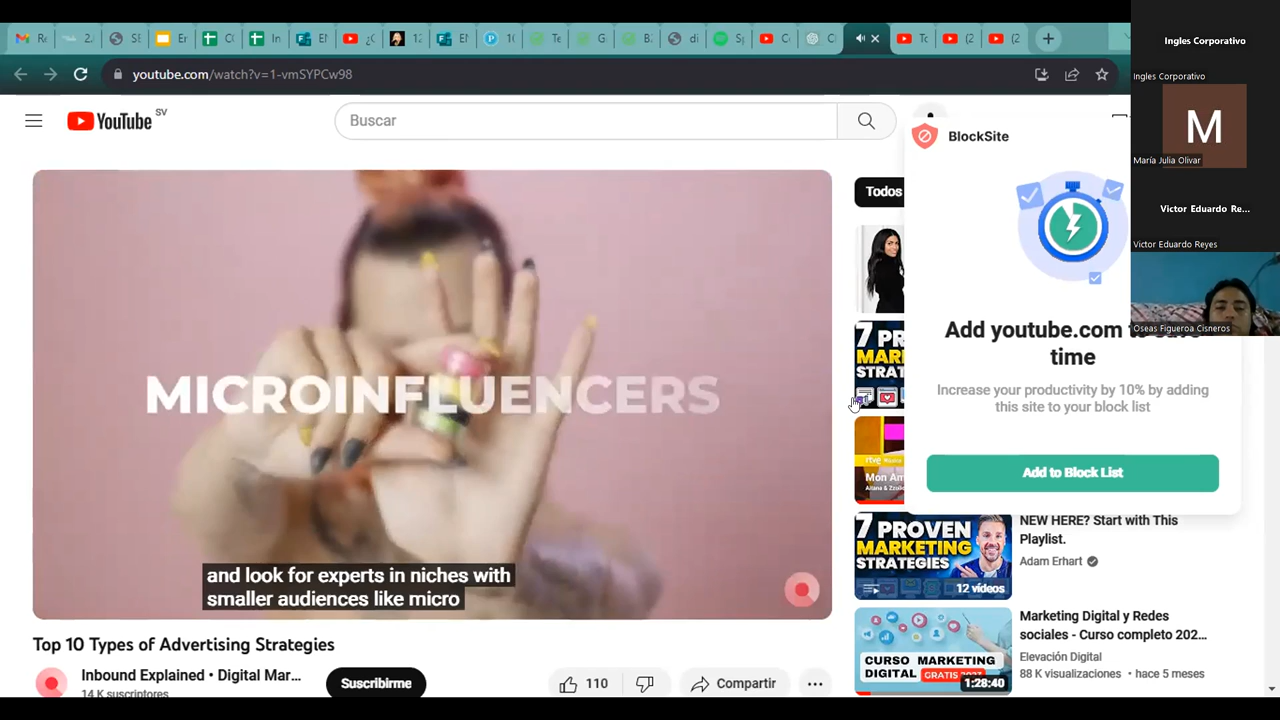 youtube.com/watch?v=1-vmSYPCw98
YouTube SV
Buscar
MICROINFLUENCERS
and look for experts in niches with
smaller audiences like micro
Top 10 Types of Advertising Strategies
Inbound Explained • Digital Mar...
14 K suscriptores
Suscribirme
110
Compartir
Todos
7 PROVEN
MARKETING
STRATEGIES
12 vídeos
NEW HERE? Start with This
Playlist.
Adam Erhart
CURSO MARKETING
DIGITAL GRATIS 2023
1:28:40
Marketing Digital y Redes
sociales - Curso completo 202...
Elevación Digital
88 K visualizaciones • hace 5 meses
BlockSite
Add youtube.com to save
time
Increase your productivity by 10% by adding
this site to your block list
Add to Block List
Ingles Corporativo
Ingles Corporativo
M
María Julia Olivar
Victor Eduardo Re...
Victor Eduardo Reyes
Oseas Figueroa Cisneros